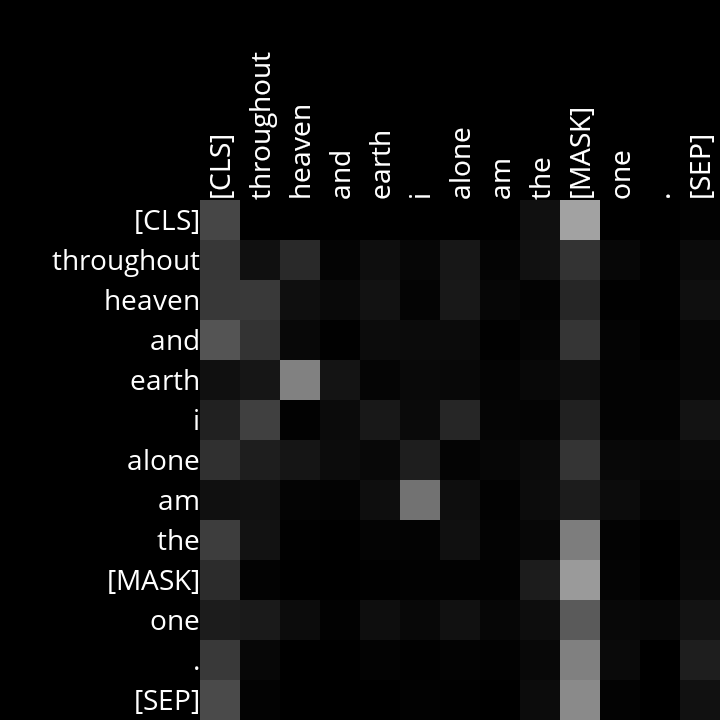 [CLS] throughout heaven and earth i alone am the [MASK] one . [SEP]
[CLS]
throughout
heaven
and
earth
i
alone
am
the
[MASK]
one
.
[SEP]